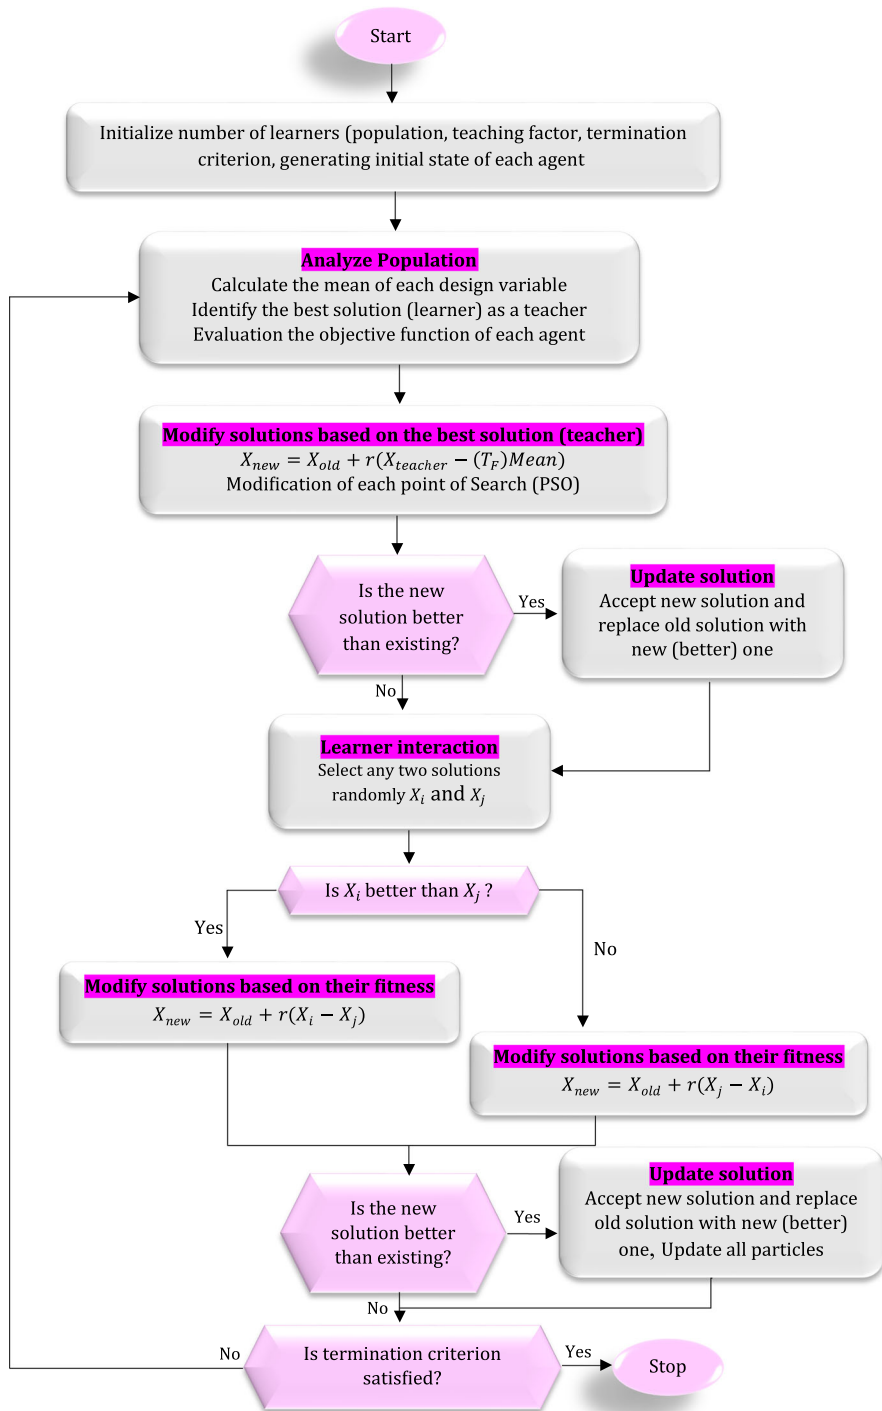 Start
Initialize number of learners (population, teaching factor, termination
criterion, generating initial state of each agent
Analyze Population
Calculate the mean of each design variable
Identify the best solution (learner) as a teacher
Evaluation the objective function of each agent
Modify solutions based on the best solution (teacher)
X_new = X_old + r(X_teacher − (T_F)Mean)
Modification of each point of Search (PSO)
Is the new
solution better
than existing?
Yes
Update solution
Accept new solution and
replace old solution with
new (better) one
No
Learner interaction
Select any two solutions
randomly X_i and X_j
Is X_i better than X_j ?
Yes
No
Modify solutions based on their fitness
X_new = X_old + r(X_i − X_j)
Modify solutions based on their fitness
X_new = X_old + r(X_j − X_i)
Is the new
solution better
than existing?
Yes
Update solution
Accept new solution and replace
old solution with new (better)
one, Update all particles
No
Is termination criterion
satisfied?
No
Yes
Stop